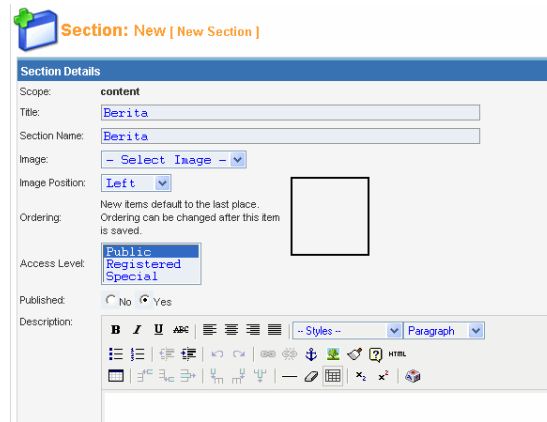 Section: New [ New Section ]
Section Details
Scope: content
Title: Berita
Section Name: Berita
Image: - Select Image -
Image Position: Left
New items default to the last place.
Ordering: Ordering can be changed after this item
is saved.
Public
Access Level: Registered
Special
Published: No Yes
Description:
B I U ABC -- Styles -- Paragraph
HTML
x₂ x²